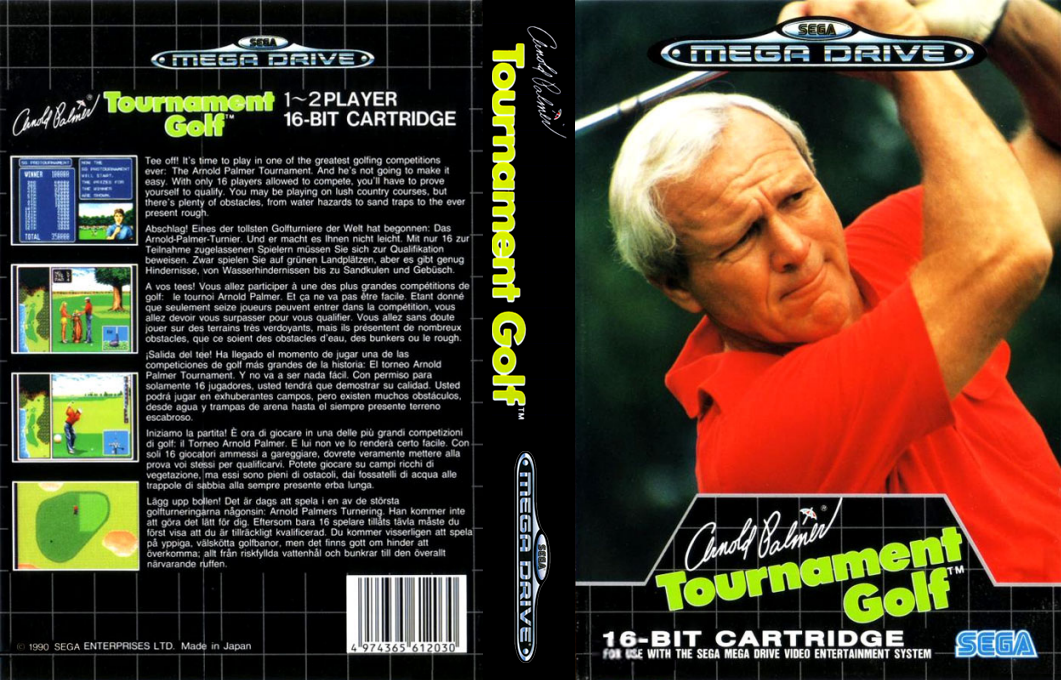 SEGA
MEGA DRIVE
Arnold Palmer
Tournament
Golf™
1~2 PLAYER
16-BIT CARTRIDGE
WINNER
TOTAL
Tee off! It's time to play in one of the greatest golfing competitions
ever: The Arnold Palmer Tournament. And he's not going to make it
easy. With only 16 players allowed to compete, you'll have to prove
yourself to qualify. You may be playing on lush country courses, but
there's plenty of obstacles, from water hazards to sand traps to the ever
present rough.
Abschlag! Eines der tollsten Golfturniere der Welt hat begonnen: Das
Arnold-Palmer-Turnier. Und er macht es Ihnen nicht leicht. Mit nur 16 zur
Teilnahme zugelassenen Spielern müssen Sie sich zur Qualifikation
beweisen. Zwar spielen Sie auf grünen Landplätzen, aber es gibt genug
Hindernisse, von Wasserhindernissen bis zu Sandkulen und Gebüsch.
A vos tees! Vous allez participer à une des plus grandes compétitions de
golf: le tournoi Arnold Palmer. Et ça ne va pas être facile. Etant donné
que seulement seize joueurs peuvent entrer dans la compétition, vous
allez devoir vous surpasser pour vous qualifier. Vous allez sans doute
jouer sur des terrains très verdoyants, mais ils présentent de nombreux
obstacles, que ce soient des obstacles d'eau, des bunkers ou le rough.
¡Salida del tee! Ha llegado el momento de jugar una de las
competiciones de golf más grandes de la historia: El torneo Arnold
Palmer Tournament. Y no va a ser nada fácil. Con permiso para
solamente 16 jugadores, usted tendrá que demostrar su calidad. Usted
podrá jugar en exhuberantes campos, pero existen muchos obstáculos,
desde agua y trampas de arena hasta el siempre presente terreno
escabroso.
Iniziamo la partita! È ora di giocare in una delle più grandi competizioni
di golf: il Torneo Arnold Palmer. E lui non ve lo renderà certo facile. Con
soli 16 giocatori ammessi a gareggiare, dovrete veramente mettere alla
prova voi stessi per qualificarvi. Potete giocare su campi ricchi di
vegetazione, ma essi sono pieni di ostacoli, dai fossatelli di acqua alle
trappole di sabbia alla sempre presente erba lunga.
Lägg upp bollen! Det är dags att spela i en av de största
golfturneringarna någonsin: Arnold Palmers Turnering. Han kommer inte
att göra det lätt för dig. Eftersom bara 16 spelare tillåts tävla måste du
först visa att du är tillräckligt kvalificerad. Du kommer visserligen att spela
på yppiga, välskötta golfbanor, men det finns gott om hinder att
överkomma; allt från riskfyllda vattenhål och bunkrar till den överallt
närvarande ruffen.
© 1990 SEGA ENTERPRISES LTD. Made in Japan
4 974365 612030
Arnold Palmer
Tournament Golf™
SEGA
MEGA DRIVE
SEGA
MEGA DRIVE
Arnold Palmer
Tournament
Golf™
16-BIT CARTRIDGE
FOR USE WITH THE SEGA MEGA DRIVE VIDEO ENTERTAINMENT SYSTEM
SEGA